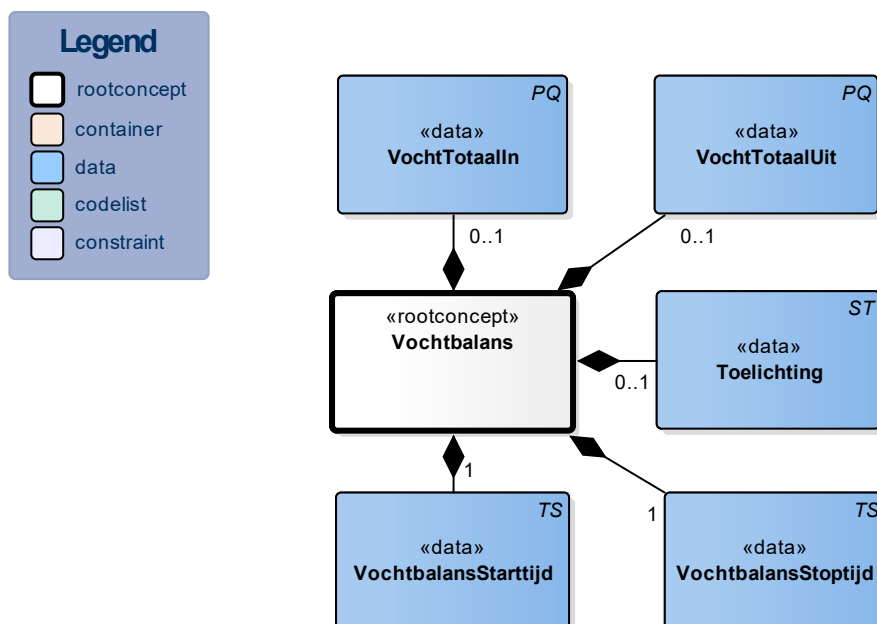 Legend
rootconcept
container
data
codelist
constraint
PQ
«data»
VochtTotaalIn
0..1
PQ
«data»
VochtTotaalUit
0..1
«rootconcept»
Vochtbalans
ST
«data»
Toelichting
0..1
1
TS
«data»
VochtbalansStarttijd
1
TS
«data»
VochtbalansStoptijd